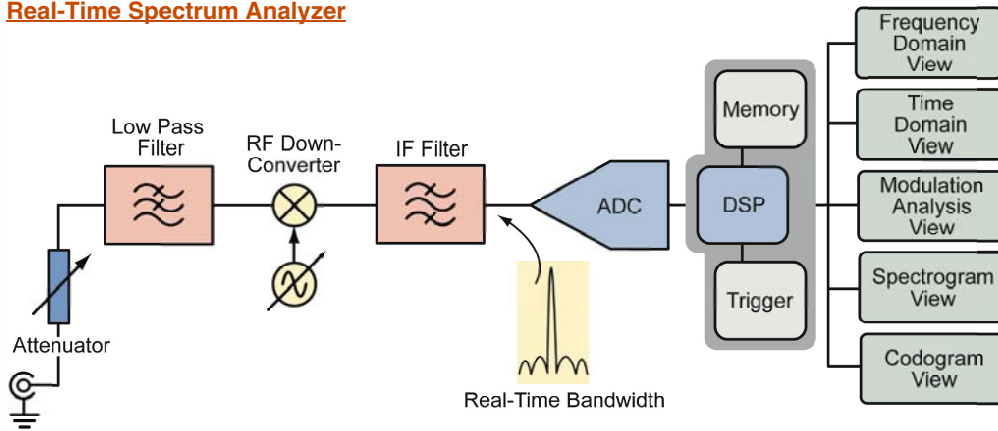 Real-Time Spectrum Analyzer
Low Pass
Filter
RF Down-
Converter
IF Filter
ADC
Memory
DSP
Trigger
Attenuator
Real-Time Bandwidth
Frequency
Domain
View
Time
Domain
View
Modulation
Analysis
View
Spectrogram
View
Codogram
View